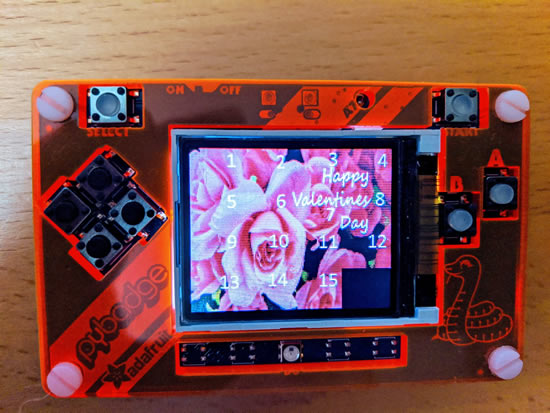 ON OFF
SELECT
START
A
B
1 2 3 4
Happy
5 6 Valentines 8
7
Day
9 10 11 12
13 14 15
pybadge
adafruit